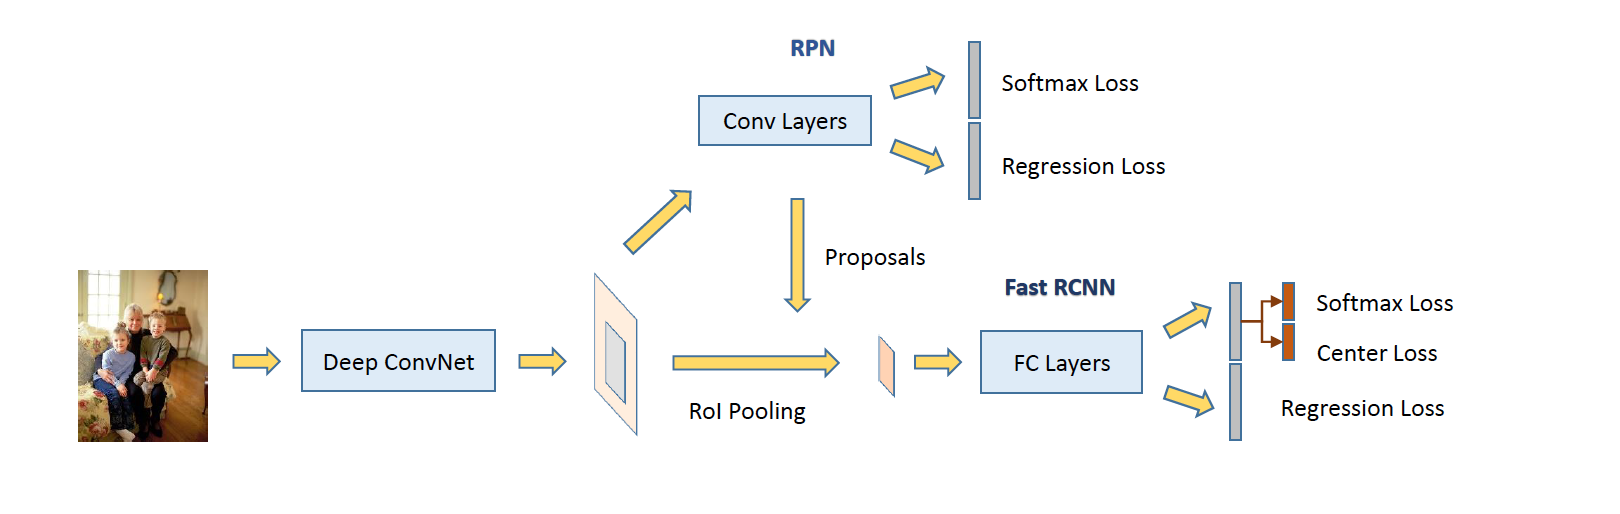 RPN
Softmax Loss
Conv Layers
Regression Loss
Proposals
Fast RCNN
Softmax Loss
Deep ConvNet
FC Layers
Center Loss
RoI Pooling
Regression Loss